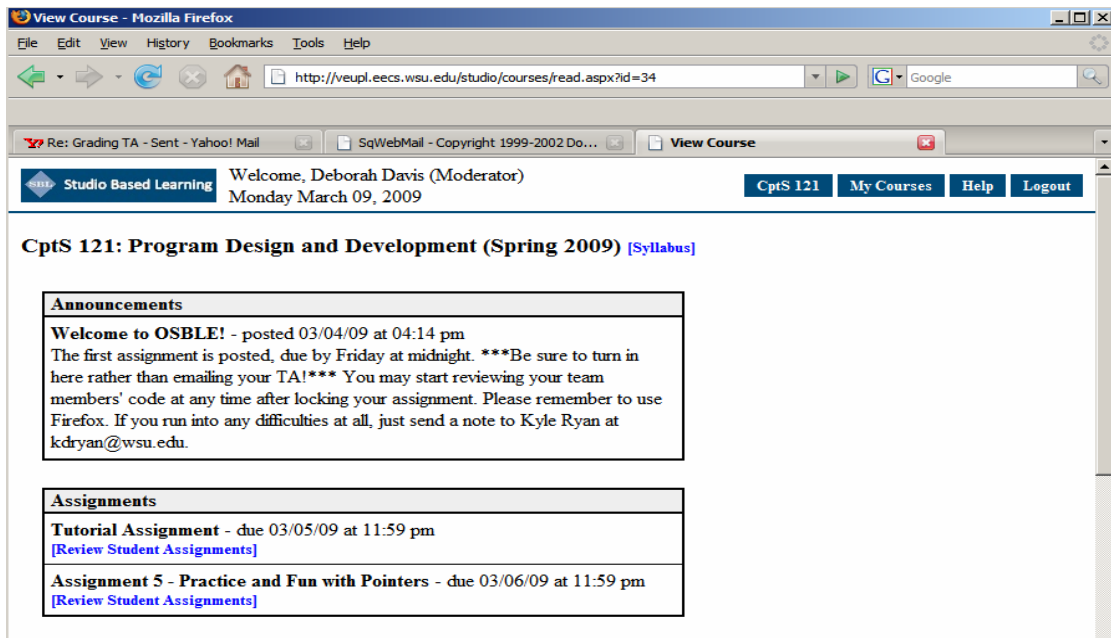 View Course - Mozilla Firefox
File Edit View History Bookmarks Tools Help
http://veupl.eecs.wsu.edu/studio/courses/read.aspx?id=34
G Google
Re: Grading TA - Sent - Yahoo! Mail
SqWebMail - Copyright 1999-2002 Do...
View Course
SBL Studio Based Learning
Welcome, Deborah Davis (Moderator)
Monday March 09, 2009
CptS 121 My Courses Help Logout
CptS 121: Program Design and Development (Spring 2009) [Syllabus]
Announcements
Welcome to OSBLE! - posted 03/04/09 at 04:14 pm
The first assignment is posted, due by Friday at midnight. ***Be sure to turn in
here rather than emailing your TA!*** You may start reviewing your team
members' code at any time after locking your assignment. Please remember to use
Firefox. If you run into any difficulties at all, just send a note to Kyle Ryan at
kdryan@wsu.edu.
Assignments
Tutorial Assignment - due 03/05/09 at 11:59 pm
[Review Student Assignments]
Assignment 5 - Practice and Fun with Pointers - due 03/06/09 at 11:59 pm
[Review Student Assignments]